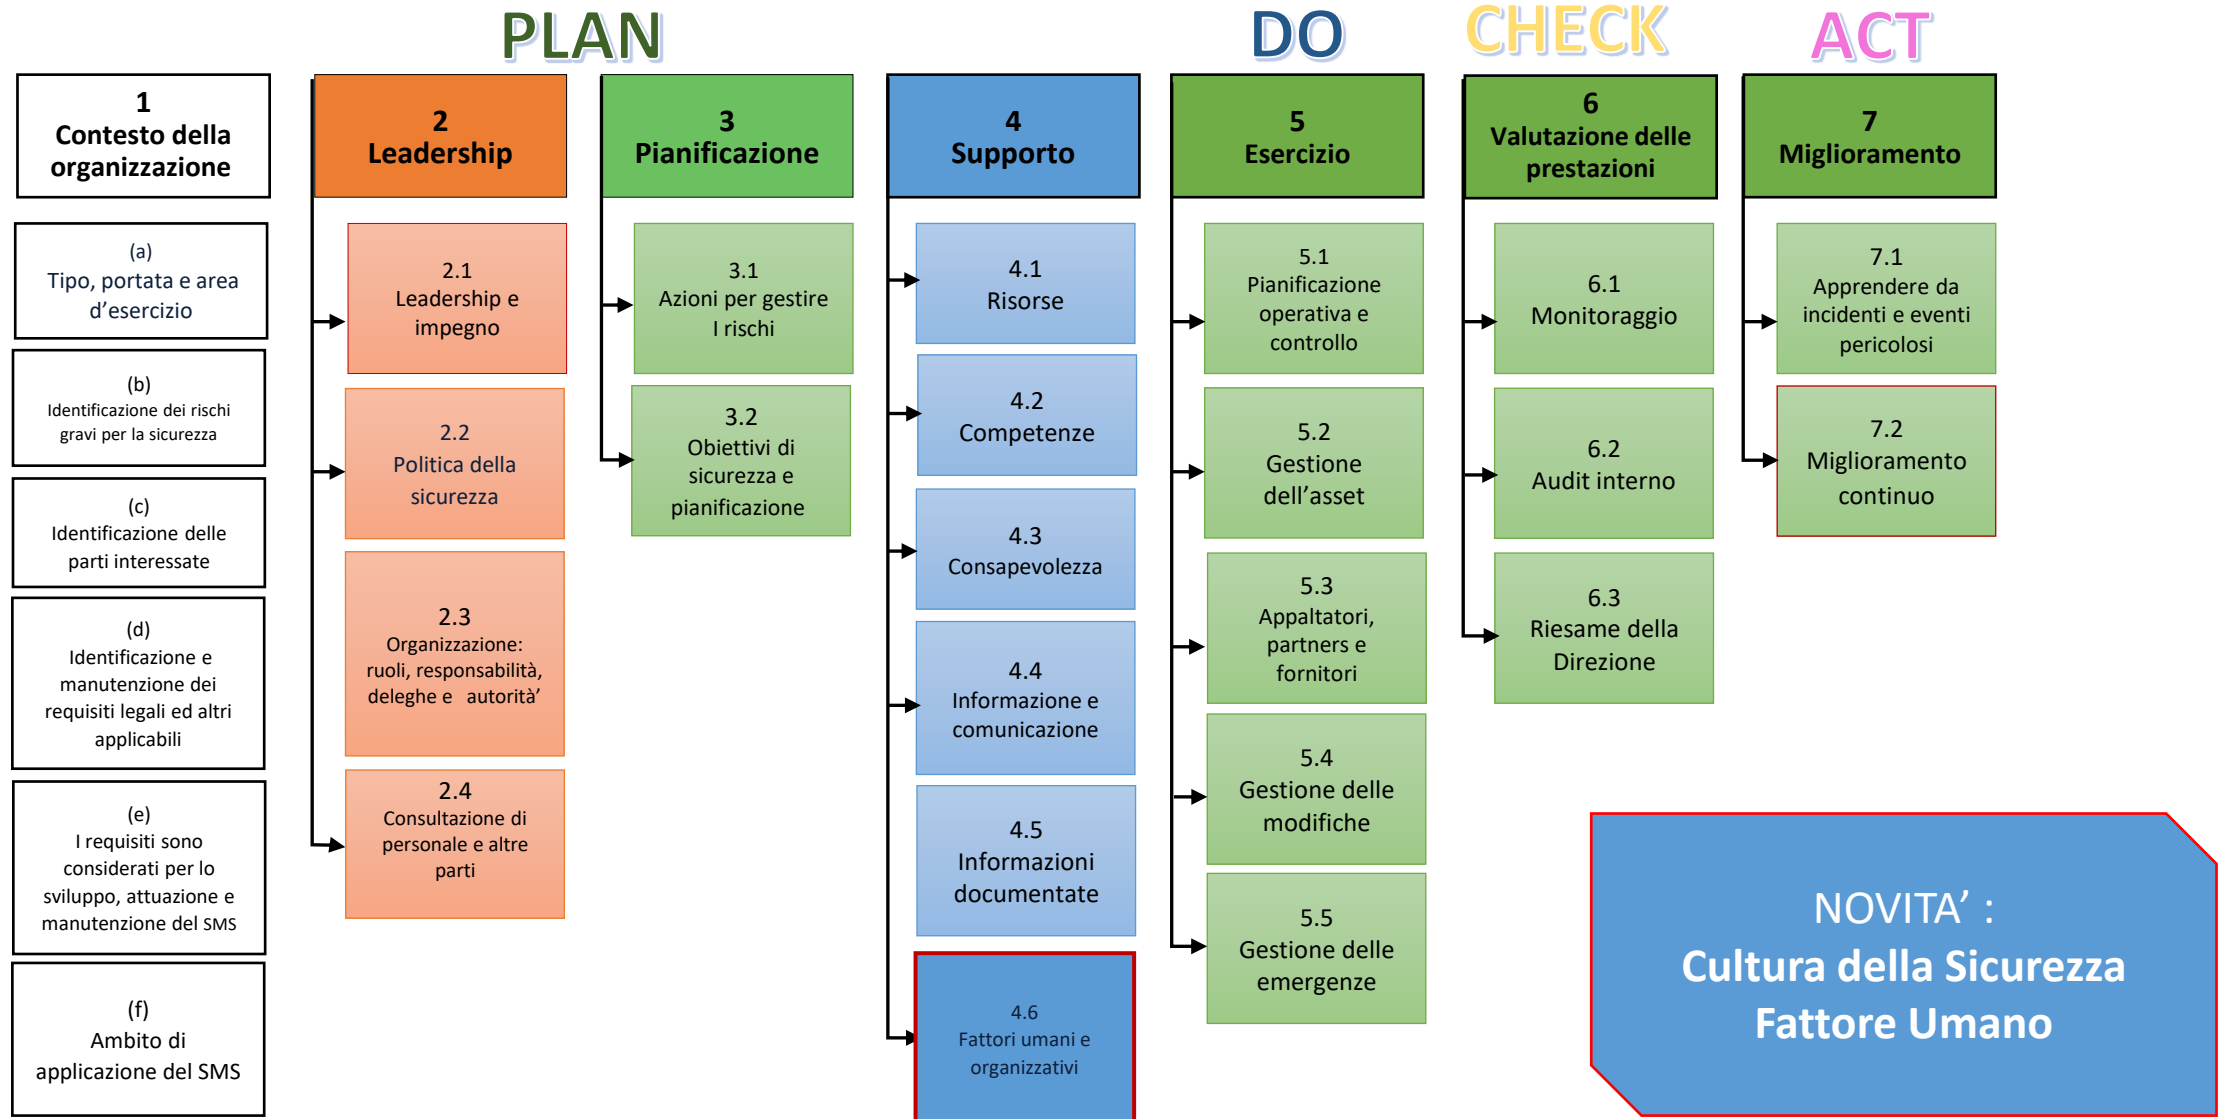 PLAN
DO
CHECK
ACT
1
Contesto della
organizzazione
(a)
Tipo, portata e area
d’esercizio
(b)
Identificazione dei rischi
gravi per la sicurezza
(c)
Identificazione delle
parti interessate
(d)
Identificazione e
manutenzione dei
requisiti legali ed altri
applicabili
(e)
I requisiti sono
considerati per lo
sviluppo, attuazione e
manutenzione del SMS
(f)
Ambito di
applicazione del SMS
2
Leadership
2.1
Leadership e
impegno
2.2
Politica della
sicurezza
2.3
Organizzazione:
ruoli, responsabilità,
deleghe e autorità’
2.4
Consultazione di
personale e altre
parti
3
Pianificazione
3.1
Azioni per gestire
I rischi
3.2
Obiettivi di
sicurezza e
pianificazione
4
Supporto
4.1
Risorse
4.2
Competenze
4.3
Consapevolezza
4.4
Informazione e
comunicazione
4.5
Informazioni
documentate
4.6
Fattori umani e
organizzativi
5
Esercizio
5.1
Pianificazione
operativa e
controllo
5.2
Gestione
dell’asset
5.3
Appaltatori,
partners e
fornitori
5.4
Gestione delle
modifiche
5.5
Gestione delle
emergenze
6
Valutazione delle
prestazioni
6.1
Monitoraggio
6.2
Audit interno
6.3
Riesame della
Direzione
7
Miglioramento
7.1
Apprendere da
incidenti e eventi
pericolosi
7.2
Miglioramento
continuo
NOVITA’ :
Cultura della Sicurezza
Fattore Umano